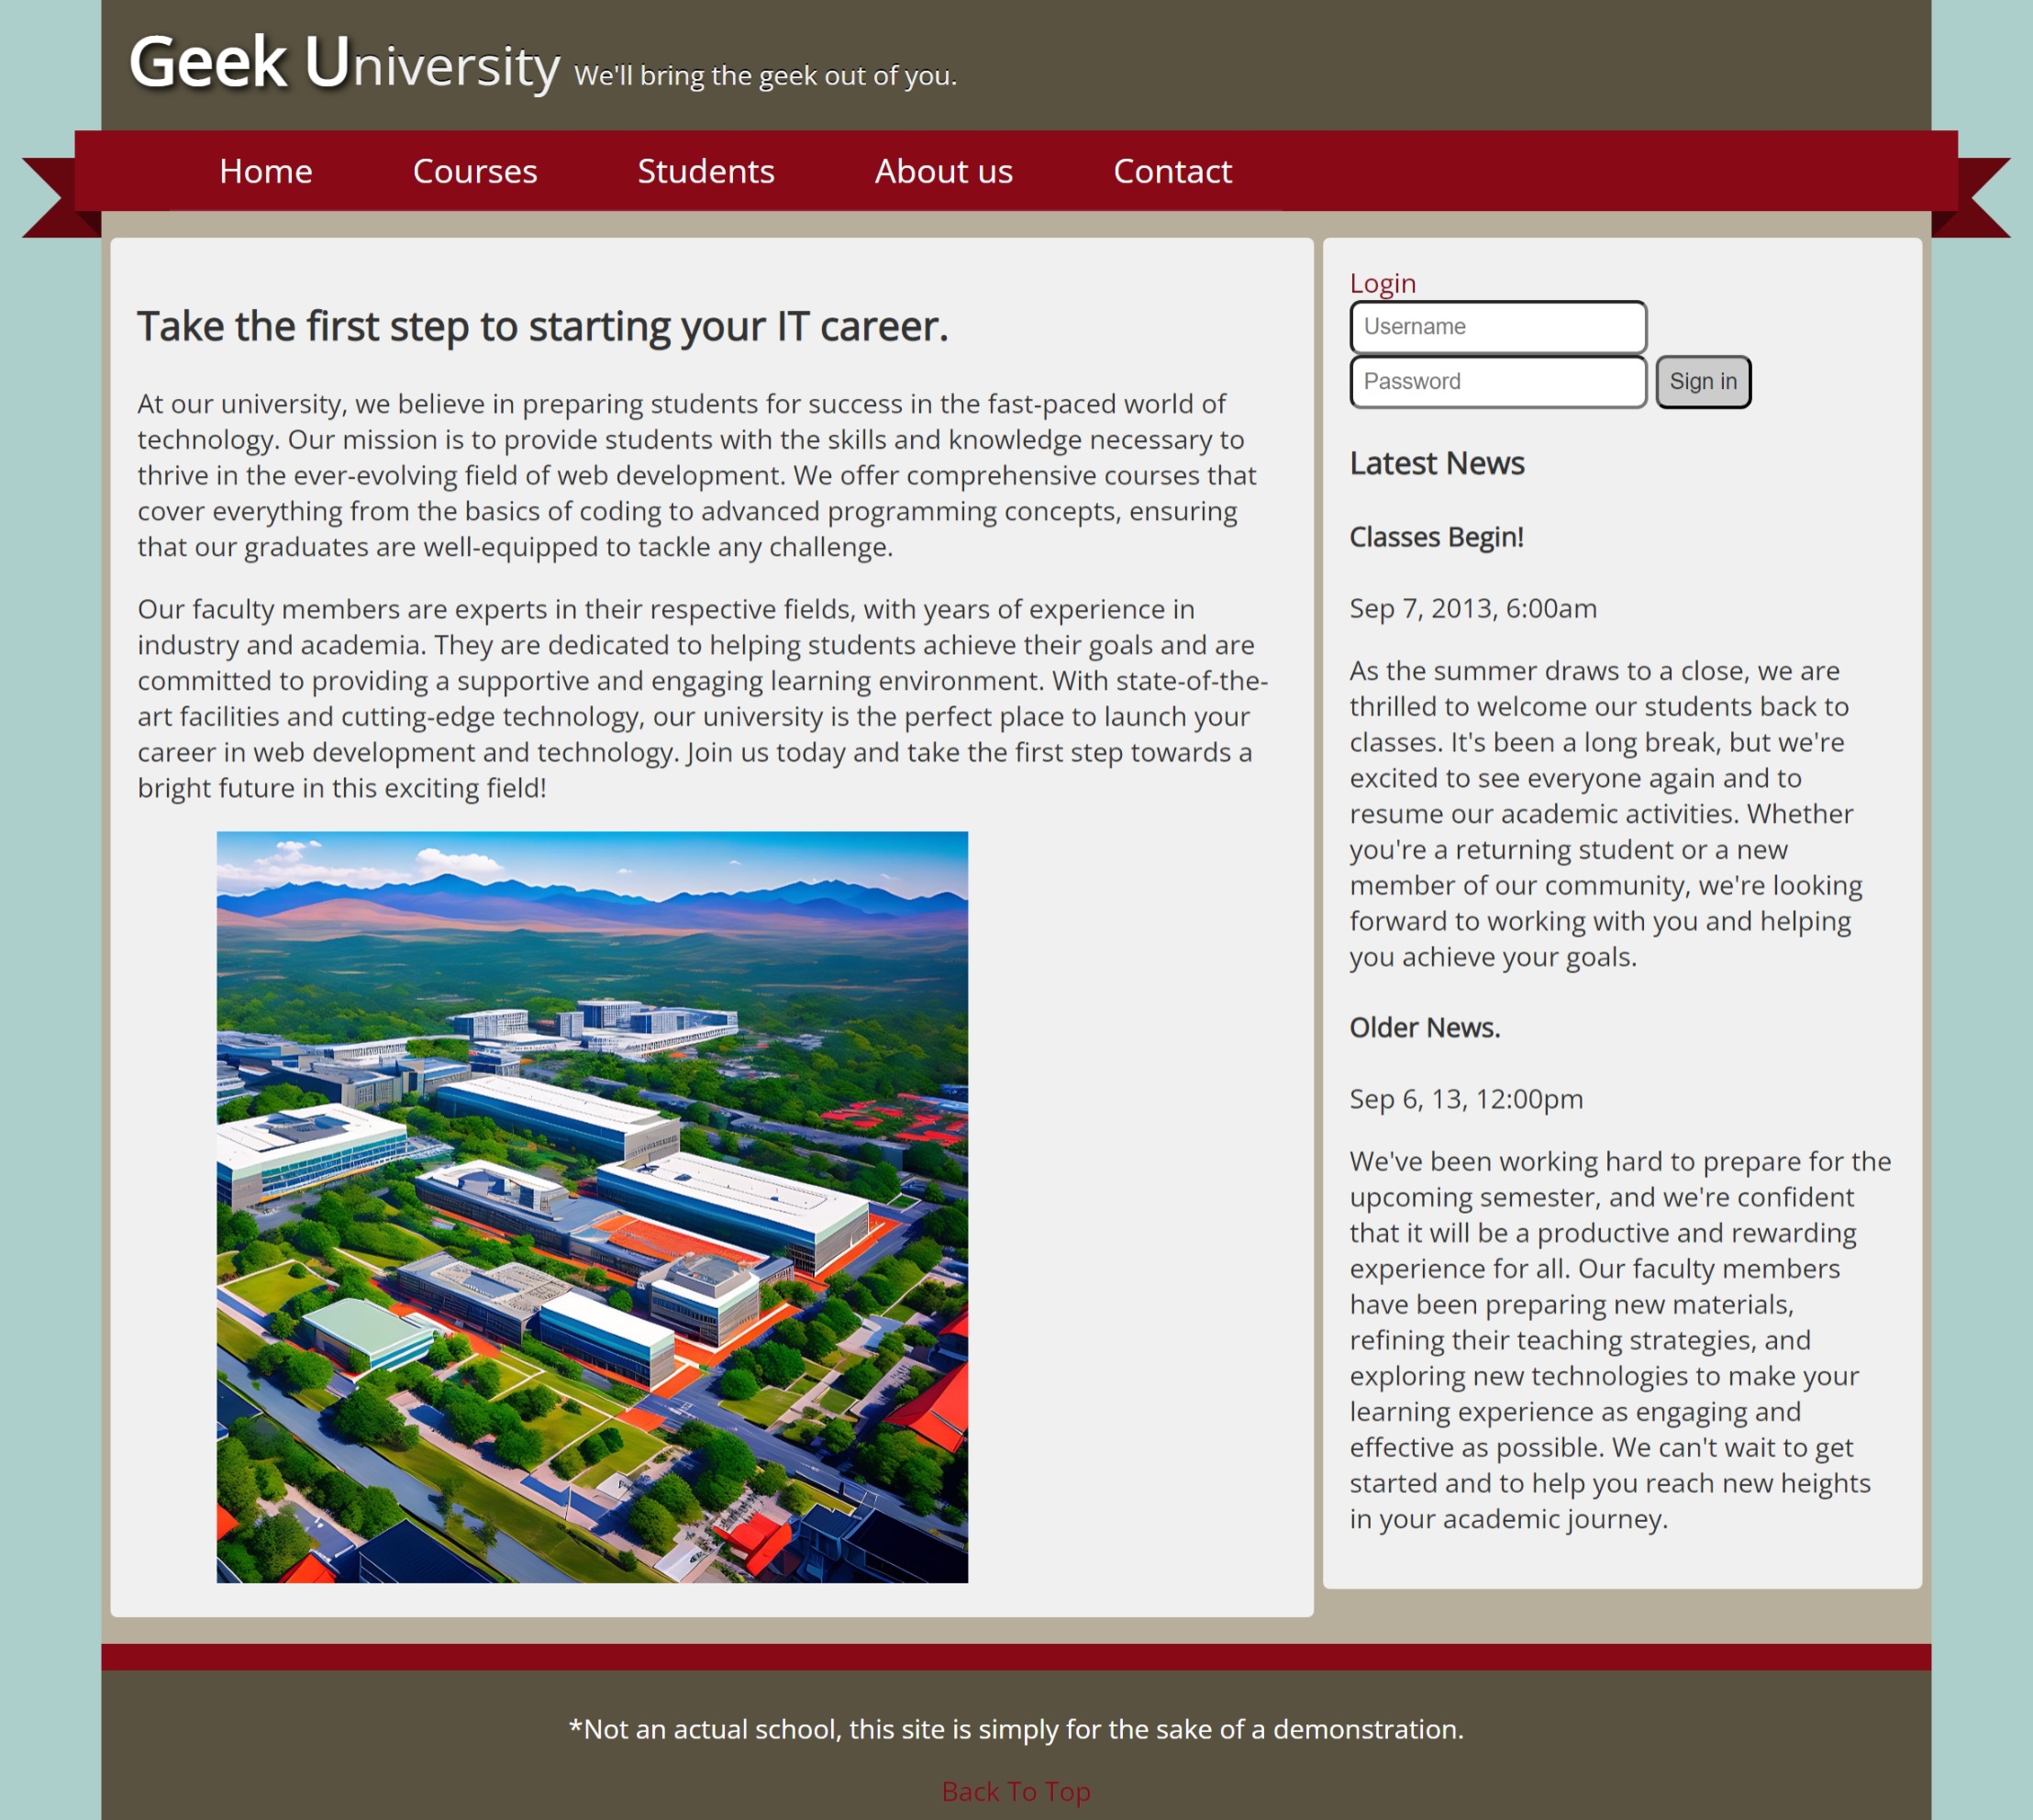 Geek University We'll bring the geek out of you.
Home Courses Students About us Contact
Take the first step to starting your IT career.
At our university, we believe in preparing students for success in the fast-paced world of
technology. Our mission is to provide students with the skills and knowledge necessary to
thrive in the ever-evolving field of web development. We offer comprehensive courses that
cover everything from the basics of coding to advanced programming concepts, ensuring
that our graduates are well-equipped to tackle any challenge.
Our faculty members are experts in their respective fields, with years of experience in
industry and academia. They are dedicated to helping students achieve their goals and are
committed to providing a supportive and engaging learning environment. With state-of-the-
art facilities and cutting-edge technology, our university is the perfect place to launch your
career in web development and technology. Join us today and take the first step towards a
bright future in this exciting field!
Login
Username
Password Sign in
Latest News
Classes Begin!
Sep 7, 2013, 6:00am
As the summer draws to a close, we are
thrilled to welcome our students back to
classes. It's been a long break, but we're
excited to see everyone again and to
resume our academic activities. Whether
you're a returning student or a new
member of our community, we're looking
forward to working with you and helping
you achieve your goals.
Older News.
Sep 6, 13, 12:00pm
We've been working hard to prepare for the
upcoming semester, and we're confident
that it will be a productive and rewarding
experience for all. Our faculty members
have been preparing new materials,
refining their teaching strategies, and
exploring new technologies to make your
learning experience as engaging and
effective as possible. We can't wait to get
started and to help you reach new heights
in your academic journey.
*Not an actual school, this site is simply for the sake of a demonstration.
Back To Top